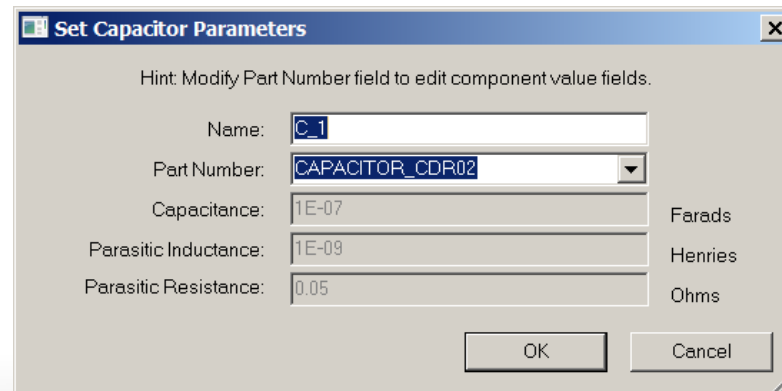 Set Capacitor Parameters
Hint: Modify Part Number field to edit component value fields.
Name: C_1
Part Number: CAPACITOR_CDR02
Capacitance: 1E-07 Farads
Parasitic Inductance: 1E-09 Henries
Parasitic Resistance: 0.05 Ohms
OK Cancel